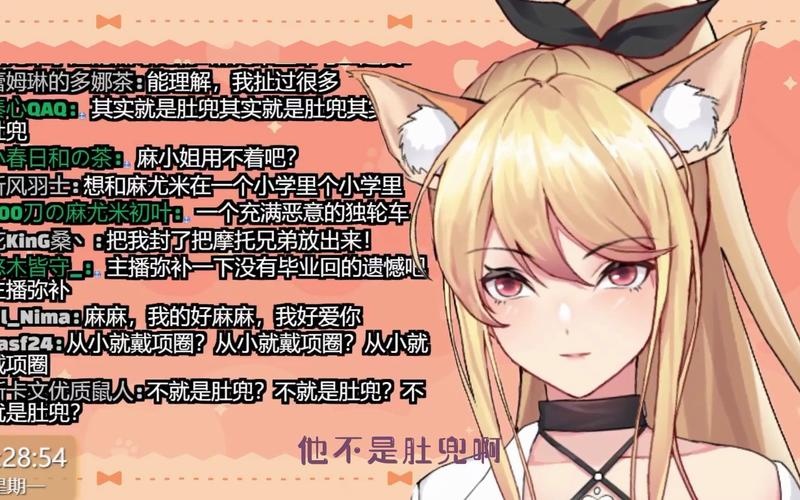 蕾姆琳的多娜茶:能理解，我扯过很多
心QAQ: 其实就是肚兜其实就是肚兜其实
肚兜
小春日和の茶: 麻小姐用不着吧?
听风羽士:想和麻尤米在一个小学里个小学里
00刀の麻尤米初叶: 一个充满恶意的独轮车
KinG桑丶:把我封了把摩托兄弟放出来!
木皆守_: 主播弥补一下没有毕业回的遗憾吧
主播弥补
l_Nima:麻麻，我的好麻麻，我好爱你
asf24:从小就戴项圈? 从小就戴项圈? 从小就
戴项圈
斯卡文优质鼠人:不就是肚兜? 不就是肚兜? 不
就是肚兜?
他不是肚兜啊
:28:54
星期一